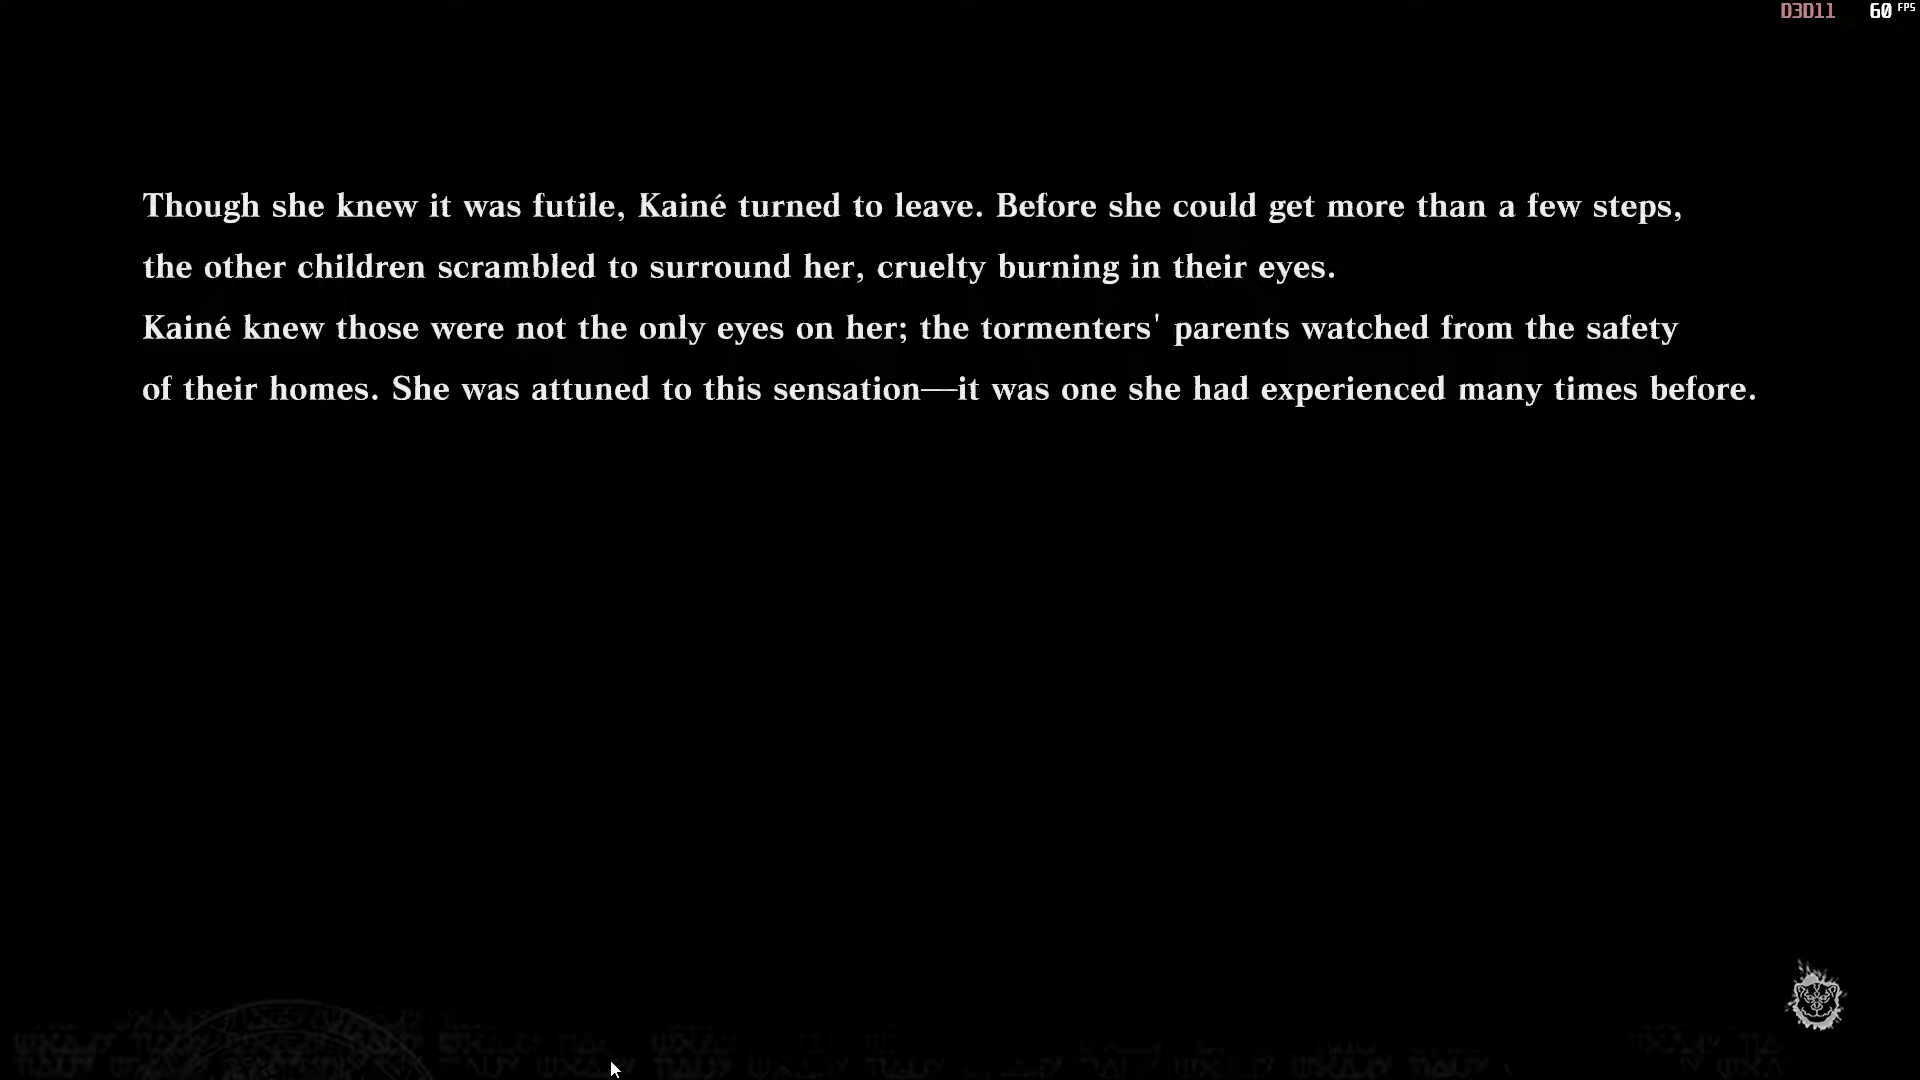 D3D11 60 FPS
Though she knew it was futile, Kainé turned to leave. Before she could get more than a few steps,
the other children scrambled to surround her, cruelty burning in their eyes.
Kainé knew those were not the only eyes on her; the tormenters' parents watched from the safety
of their homes. She was attuned to this sensation—it was one she had experienced many times before.